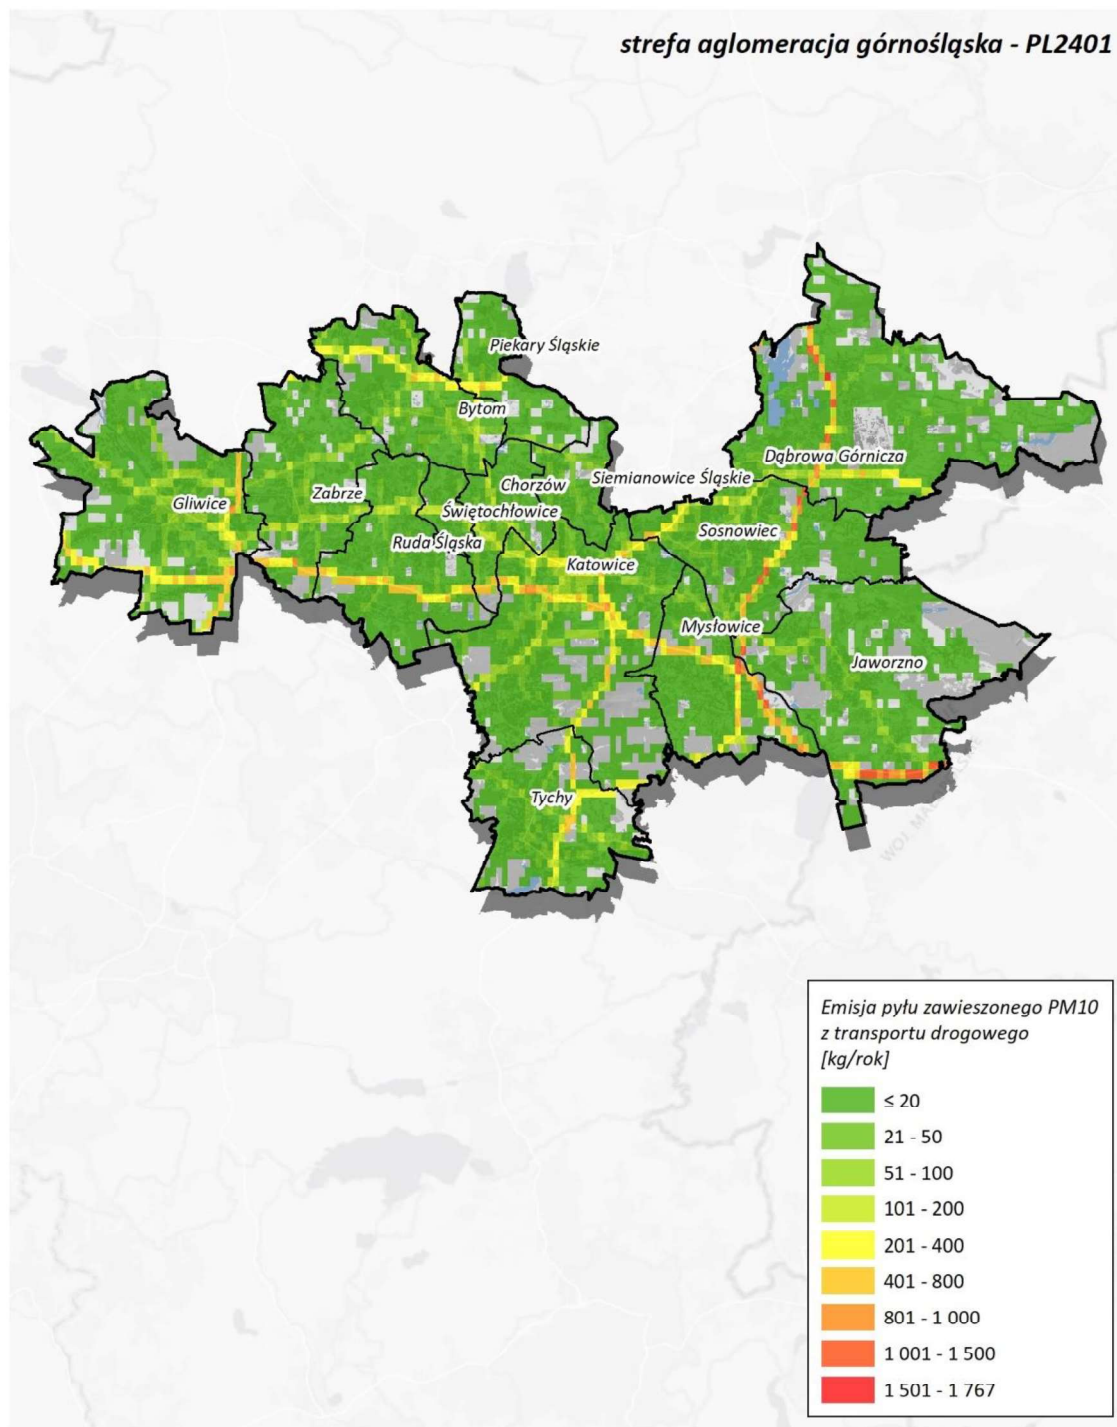 strefa aglomeracja górnośląska - PL2401
Piekary Śląskie
Bytom
Dąbrowa Górnicza
Siemianowice Śląskie
Chorzów
Zabrze
Gliwice
Świętochłowice
Sosnowiec
Ruda Śląska
Katowice
Mysłowice
Jaworzno
Tychy
WOJ. MAŁOPOLSKIE
Emisja pyłu zawieszonego PM10
z transportu drogowego
[kg/rok]
≤ 20
21 - 50
51 - 100
101 - 200
201 - 400
401 - 800
801 - 1 000
1 001 - 1 500
1 501 - 1 767